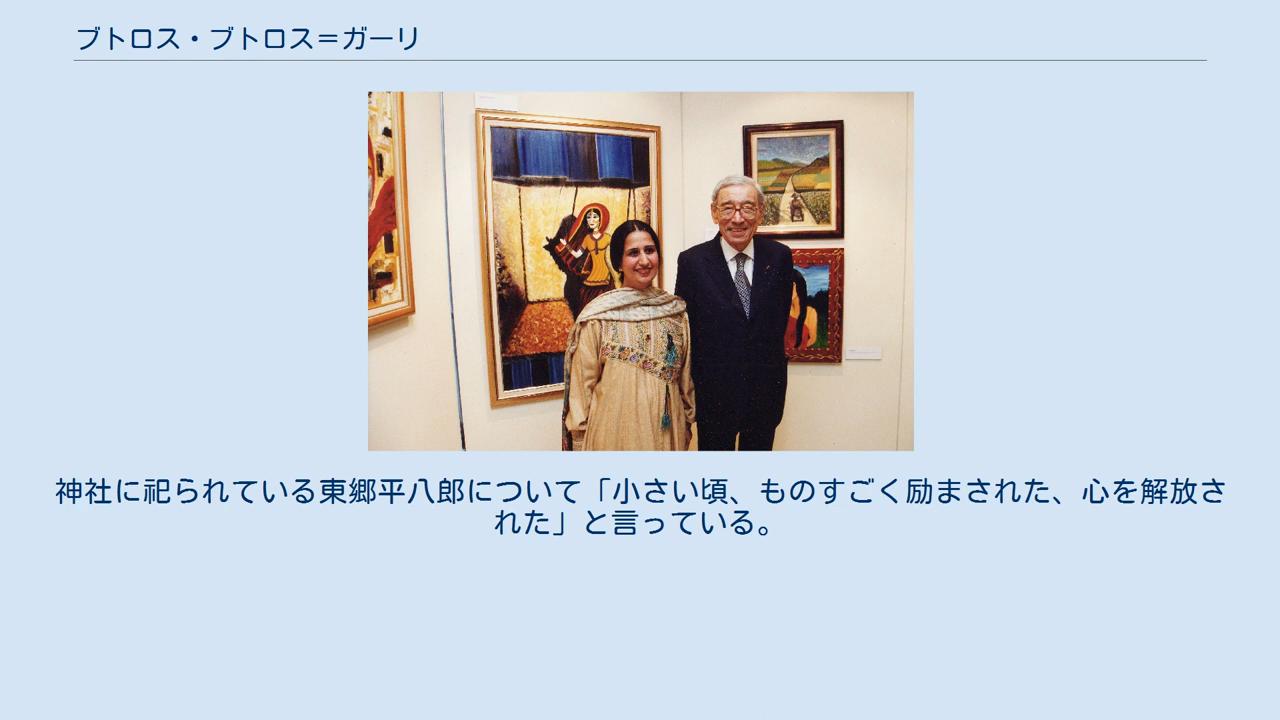 ブトロス・ブトロス＝ガーリ
神社に祀られている東郷平八郎について「小さい頃、ものすごく励まされた、心を解放さ
れた」と言っている。